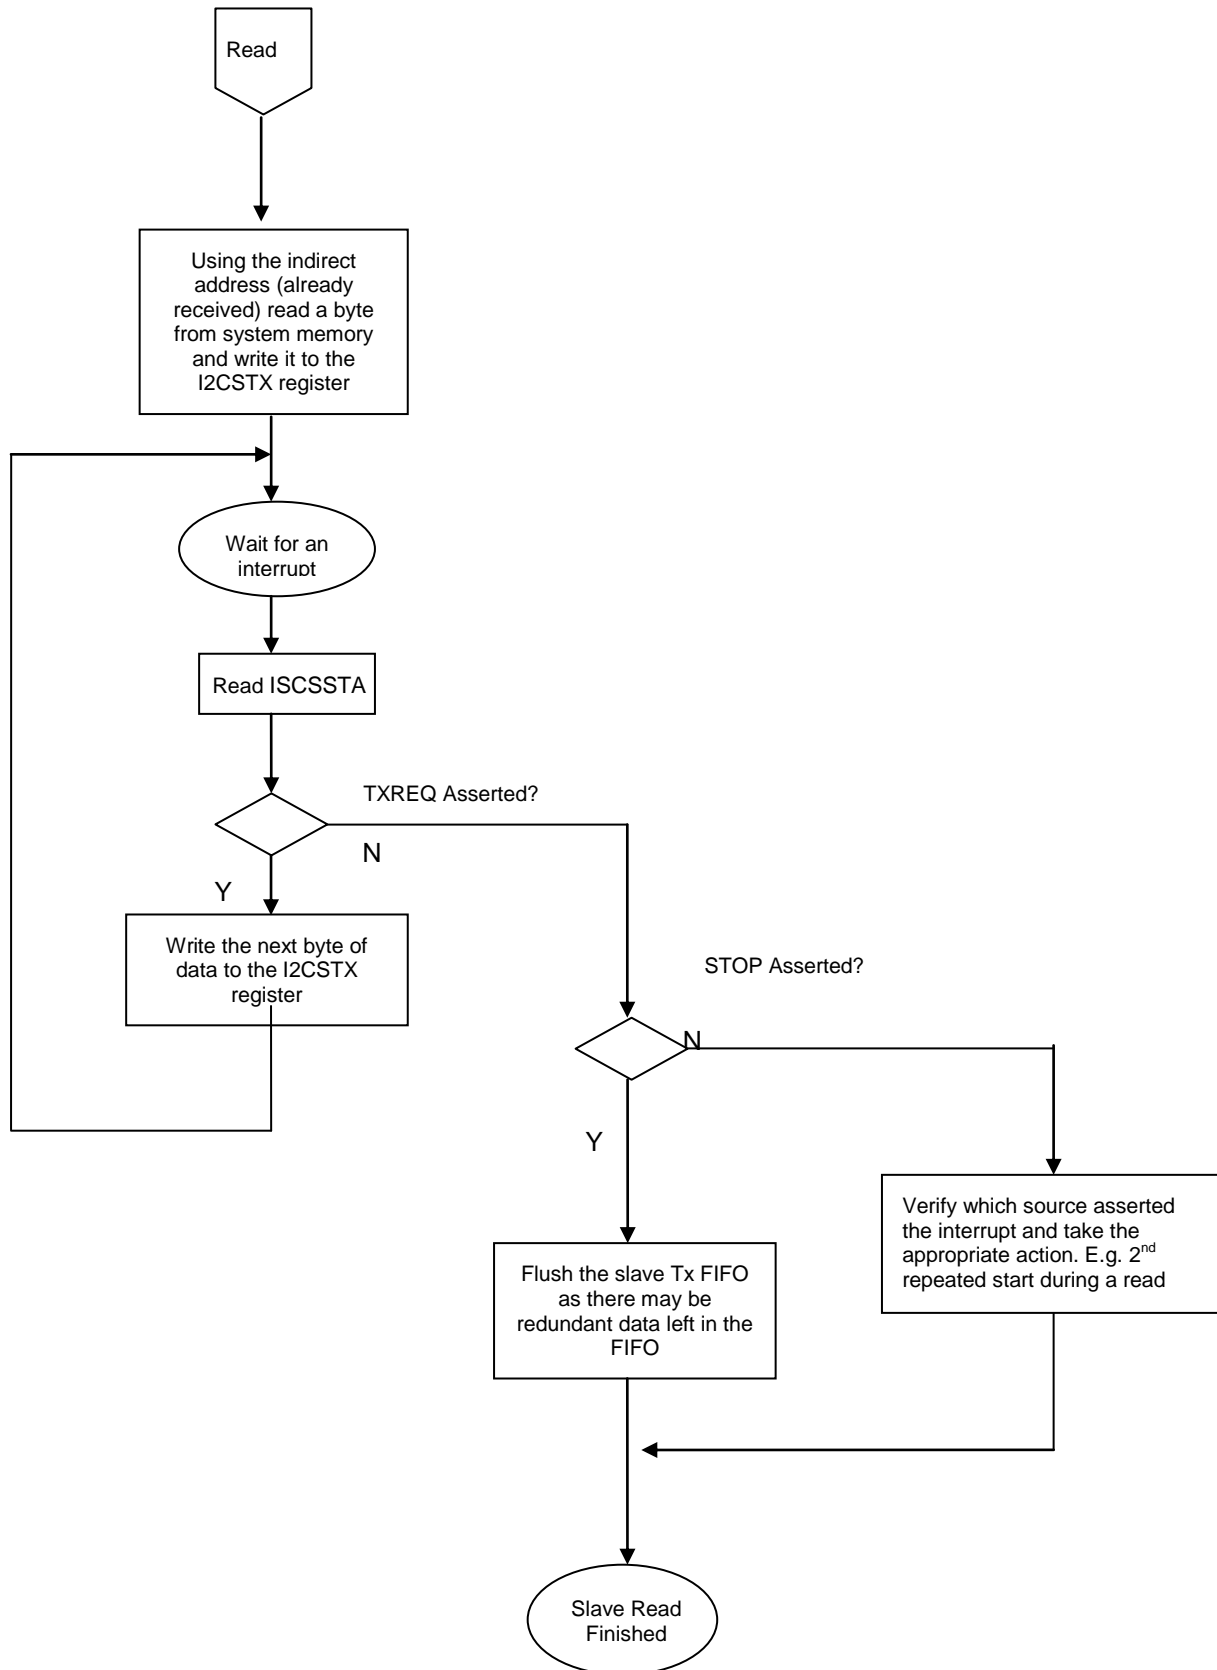 Read
Using the indirect
address (already
received) read a byte
from system memory
and write it to the
I2CSTX register
Wait for an
interrupt
Read ISCSSTA
TXREQ Asserted?
N
Y
Write the next byte of
data to the I2CSTX
register
STOP Asserted?
N
Y
Verify which source asserted
the interrupt and take the
appropriate action. E.g. 2nd
repeated start during a read
Flush the slave Tx FIFO
as there may be
redundant data left in the
FIFO
Slave Read
Finished